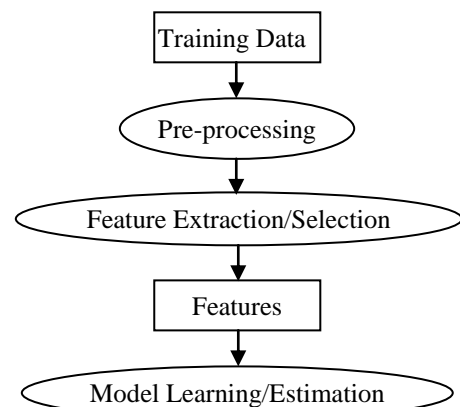 Training Data
Pre-processing
Feature Extraction/Selection
Features
Model Learning/Estimation